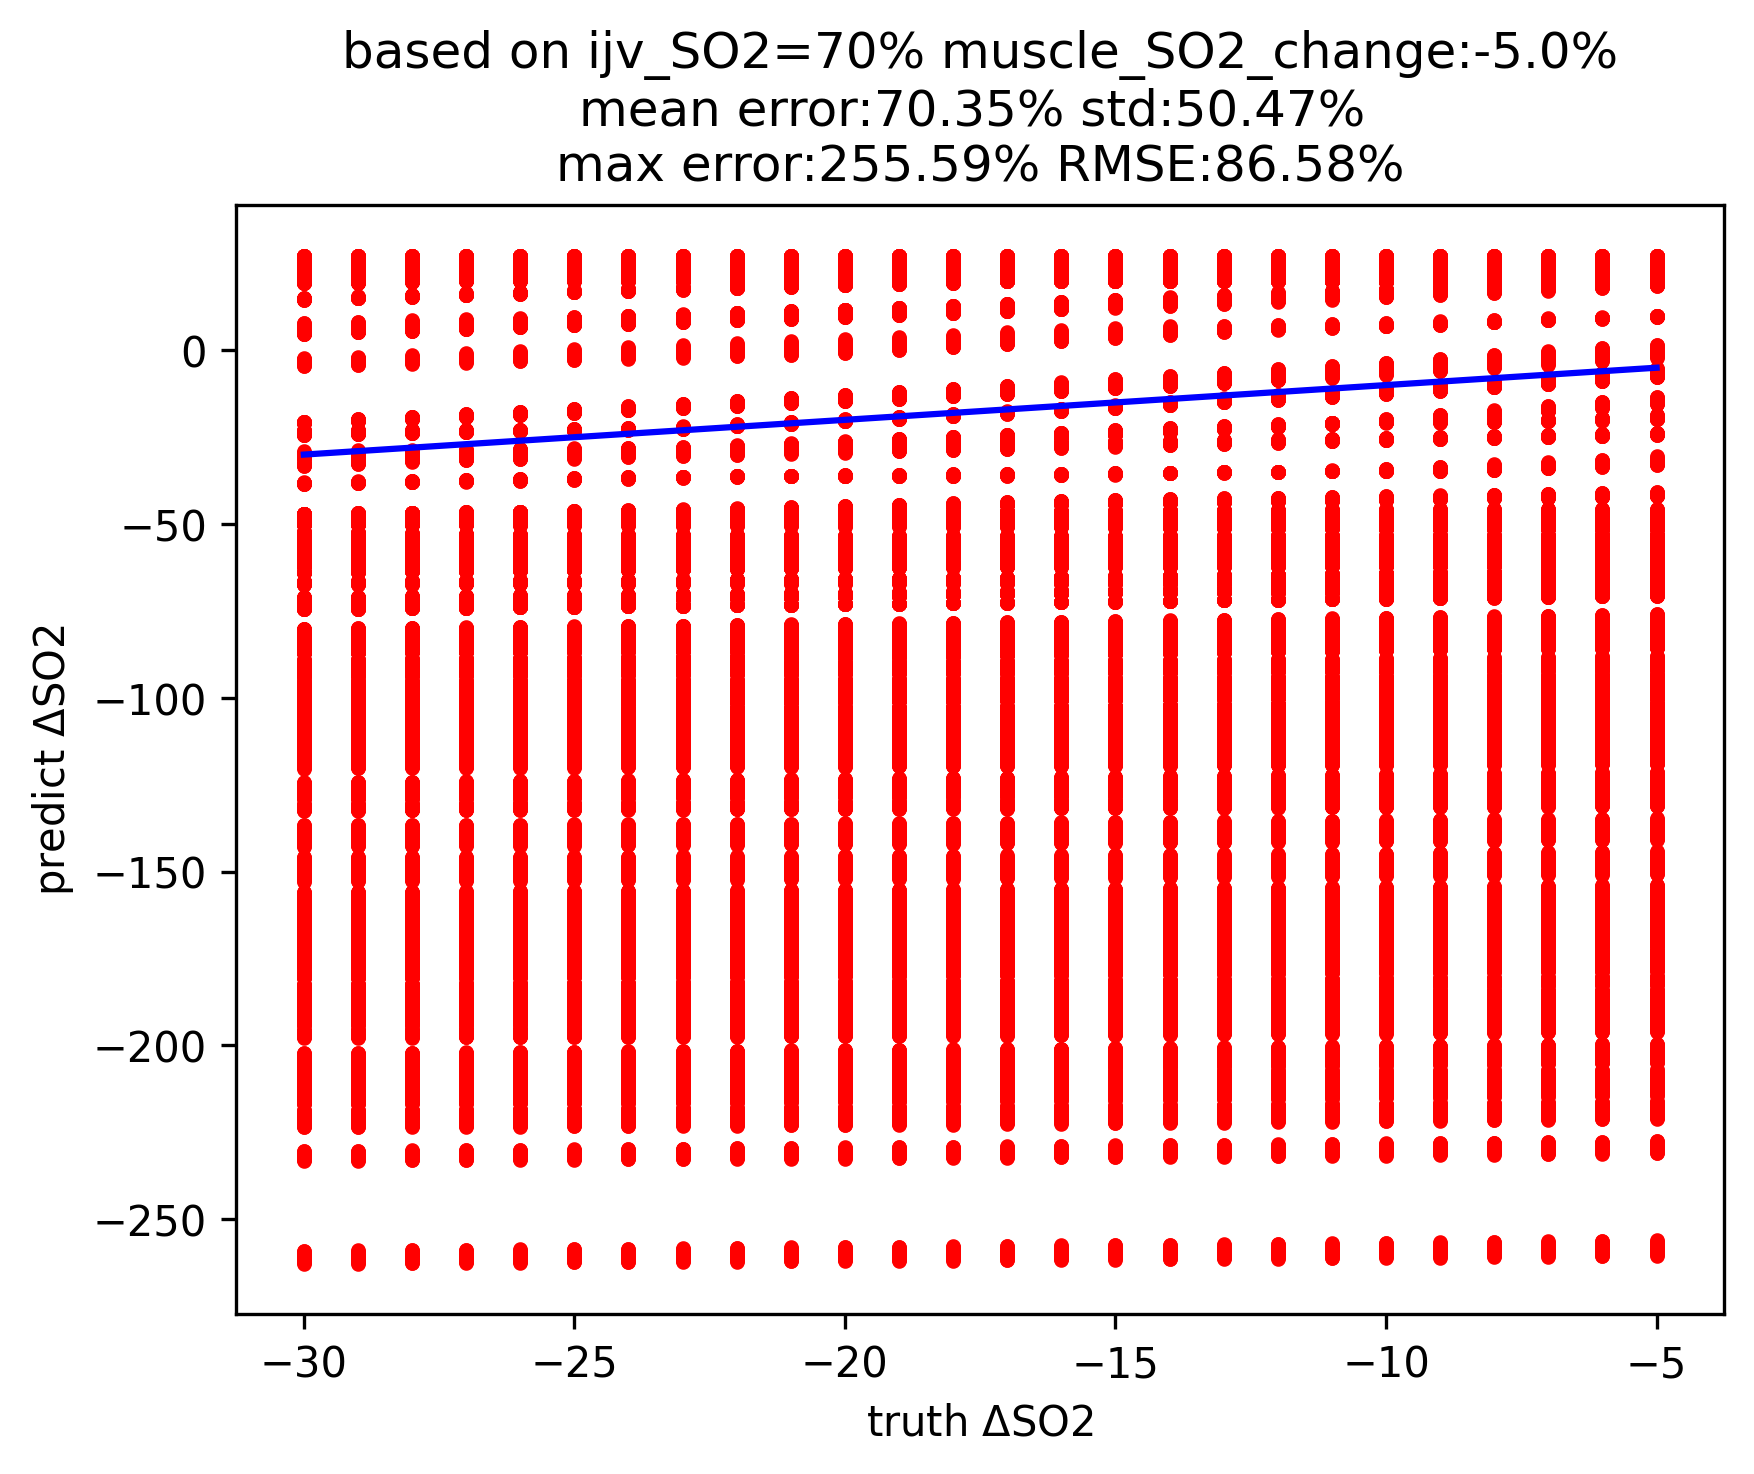 based on ijv_SO2=70% muscle_SO2_change:-5.0%
mean error:70.35% std:50.47%
max error:255.59% RMSE:86.58%
0
−50
−100
−150
−200
−250
predict ΔSO2
−30 −25 −20 −15 −10 −5
truth ΔSO2